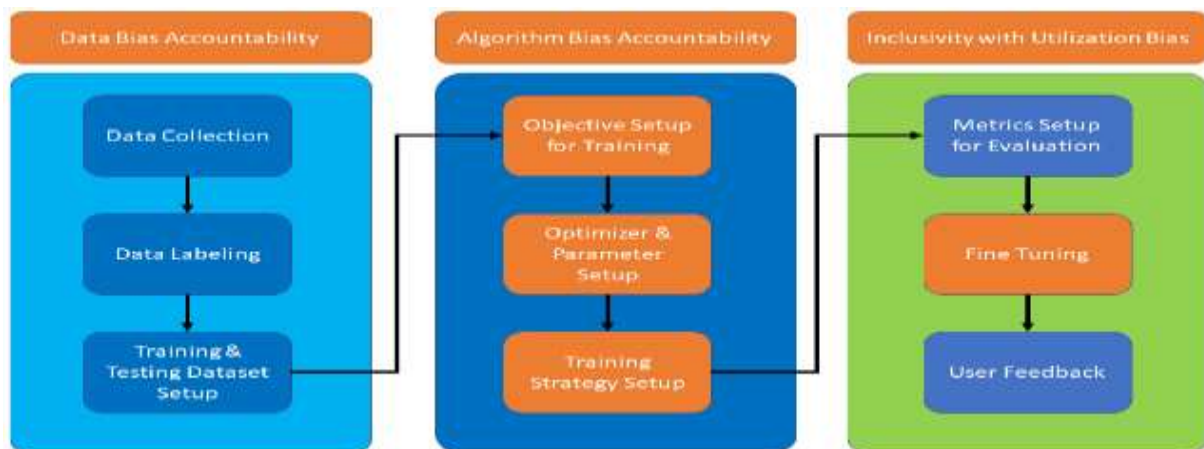 Data Bias Accountability
Data Collection
Data Labeling
Training &
Testing Dataset
Setup
Algorithm Bias Accountability
Objective Setup
for Training
Optimizer &
Parameter
Setup
Training
Strategy Setup
Inclusivity with Utilization Bias
Metrics Setup
for Evaluation
Fine Tuning
User Feedback